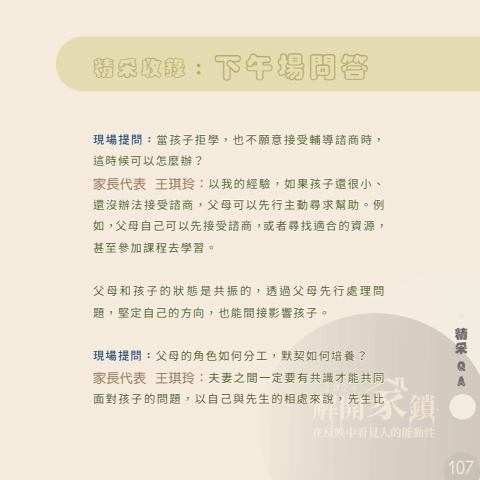 精采收錄：下午場問答
現場提問：當孩子拒學，也不願意接受輔導諮商時，
這時候可以怎麼辦？
家長代表 王琪玲：以我的經驗，如果孩子還很小、
還沒辦法接受諮商，父母可以先行主動尋求幫助。例
如，父母自己可以先接受諮商，或者尋找適合的資源，
甚至參加課程去學習。
父母和孩子的狀態是共振的，透過父母先行處理問
題，堅定自己的方向，也能間接影響孩子。
現場提問：父母的角色如何分工，默契如何培養？
家長代表 王琪玲：夫妻之間一定要有共識才能共同
面對孩子的問題，以自己與先生的相處來說，先生比
解開家鎖
在反映中看見人的能動性
精采QA
107